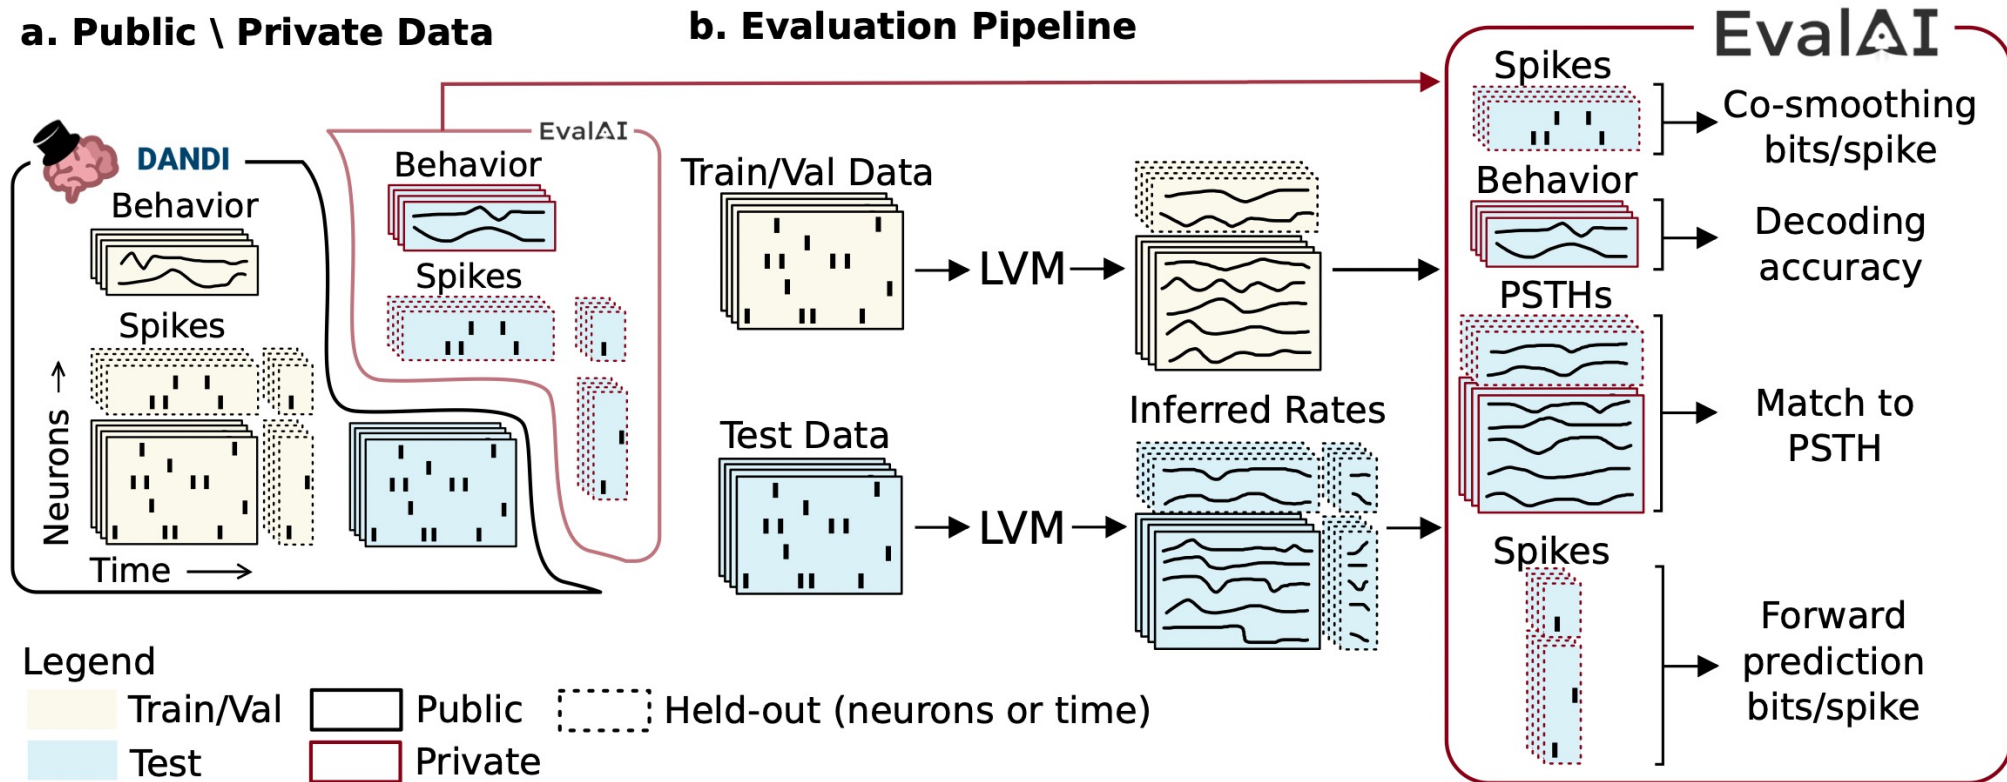 a. Public \ Private Data
DANDI
Behavior
Spikes
Neurons
Time
EvalAI
Behavior
Spikes
b. Evaluation Pipeline
Train/Val Data
LVM
Test Data
LVM
Inferred Rates
EvalAI
Spikes
Co-smoothing
bits/spike
Behavior
Decoding
accuracy
PSTHs
Match to
PSTH
Spikes
Forward
prediction
bits/spike
Legend
Train/Val
Public
Held-out (neurons or time)
Test
Private